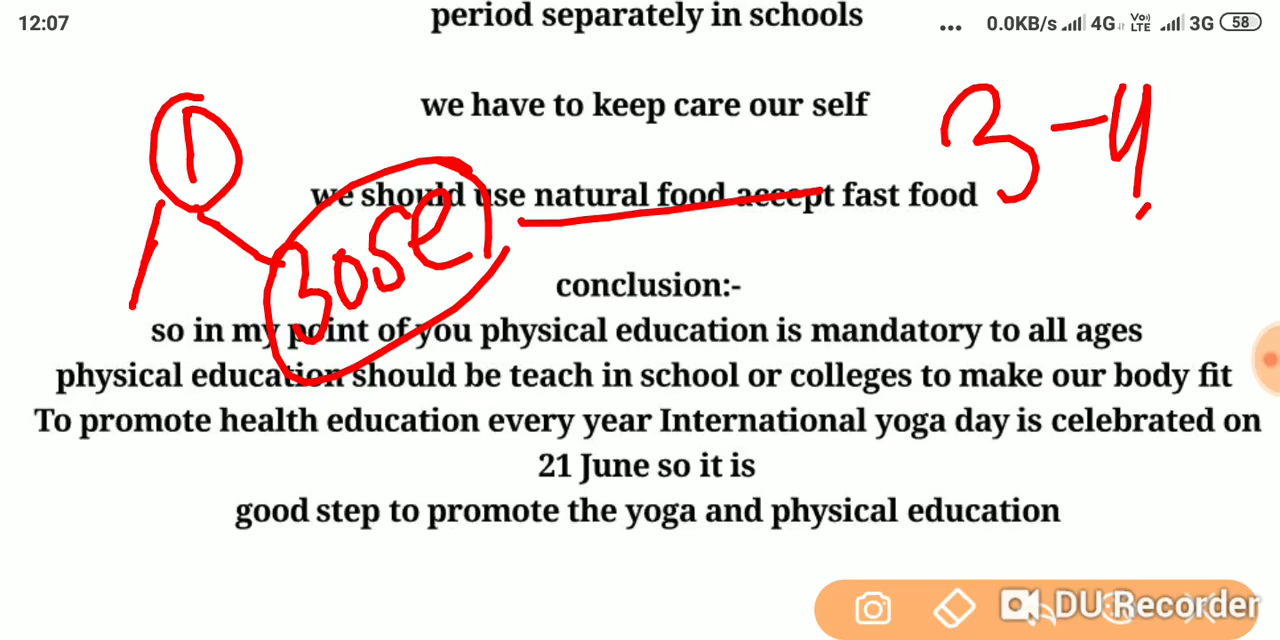 12:07
0.0KB/s 4G Vo) LTE 3G 58
period separately in schools
we have to keep care our self
3-4
1
we should use natural food accept fast food
30se
conclusion:-
so in my point of you physical education is mandatory to all ages
physical education should be teach in school or colleges to make our body fit
To promote health education every year International yoga day is celebrated on
21 June so it is
good step to promote the yoga and physical education
DU Recorder